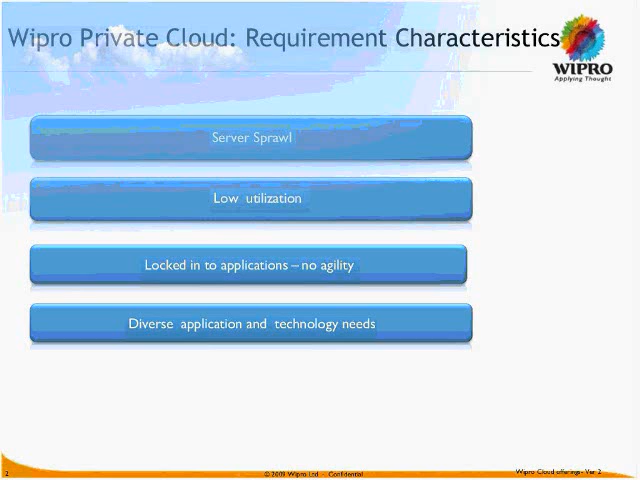 Wipro Private Cloud: Requirement Characteristics
WIPRO
Applying Thought
Server Sprawl
Low utilization
Locked in to applications – no agility
Diverse application and technology needs
2
© 2009 Wipro Ltd - Confidential
Wipro Cloud offerings- Ver 2